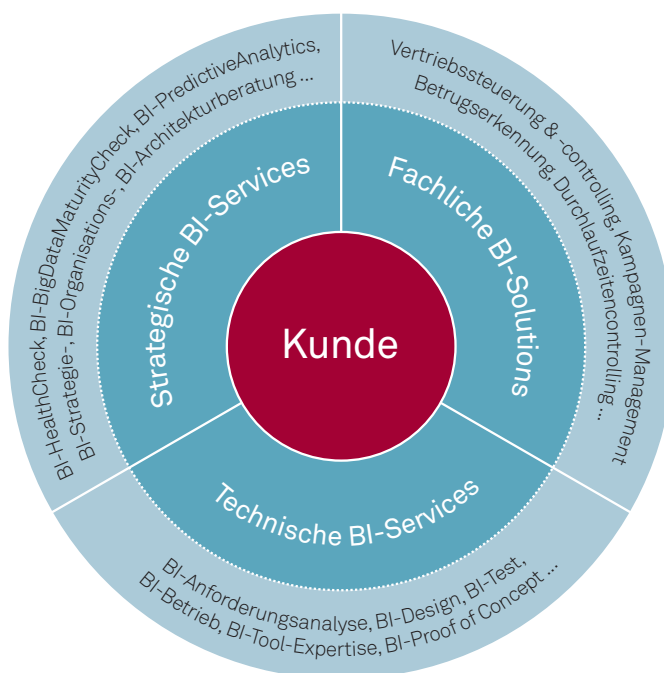 BI-HealthCheck, BI-BigDataMaturityCheck, BI-PredictiveAnalytics,
BI-Strategie-, BI-Organisations-, BI-Architekturberatung ...
Strategische BI-Services
Vertriebssteuerung & -controlling, Kampagnen-Management
Betrugserkennung, Durchlaufzeitencontrolling ...
Fachliche BI-Solutions
Kunde
Technische BI-Services
BI-Anforderungsanalyse, BI-Design, BI-Test,
BI-Betrieb, BI-Tool-Expertise, BI-Proof of Concept ...